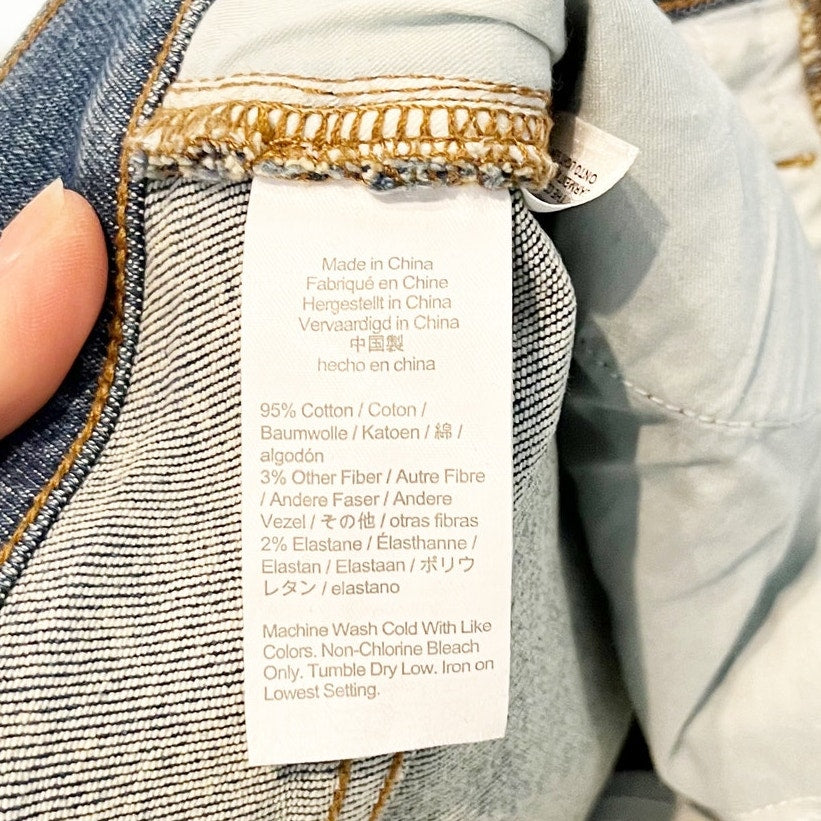 Made in China
Fabriqué en Chine
Hergestellt in China
Vervaardigd in China
中国製
hecho en china
95% Cotton / Coton /
Baumwolle / Katoen / 綿 /
algodón
3% Other Fiber / Autre Fibre
/ Andere Faser / Andere
Vezel / その他 / otras fibras
2% Elastane / Élasthanne /
Elastan / Elastaan / ポリウ
レタン / elastano
Machine Wash Cold With Like
Colors. Non-Chlorine Bleach
Only. Tumble Dry Low. Iron on
Lowest Setting.